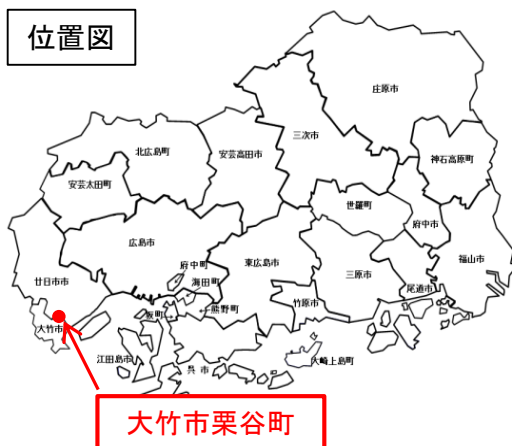 位置図
庄原市
三次市
北広島町
安芸高田市
神石高原町
安芸太田町
世羅町
府中市
広島市
府中町
東広島市
福山市
海田町
三原市
廿日市市
尾道市
竹原市
熊野町
坂町
大竹市
江田島市
大崎上島町
呉市
大竹市栗谷町